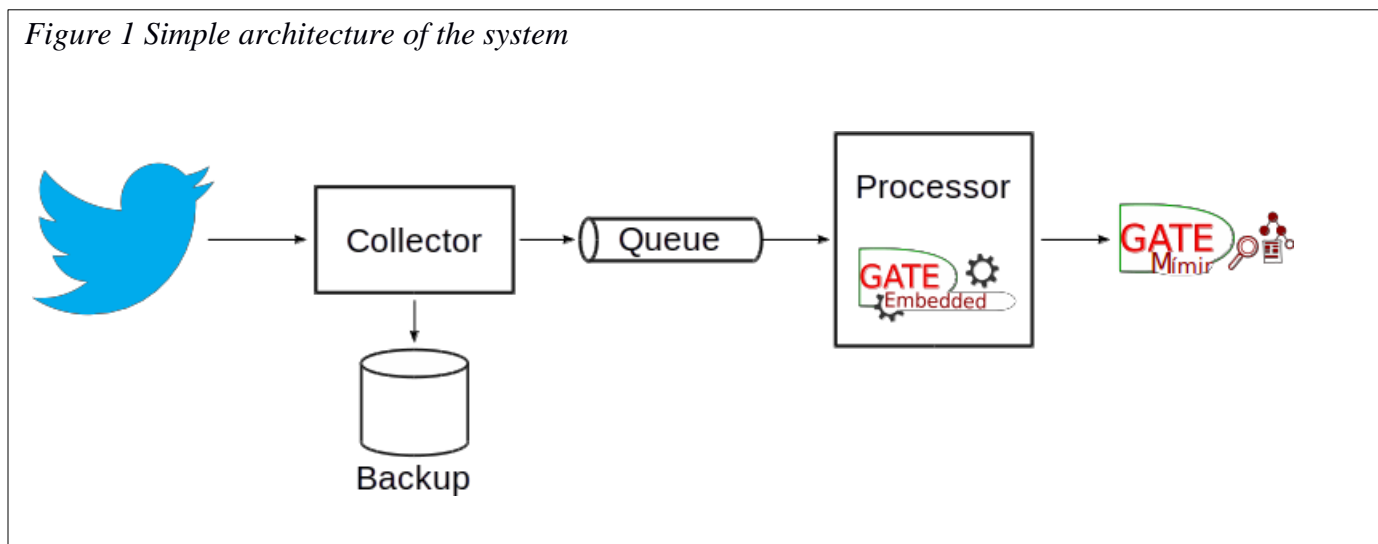 Figure 1 Simple architecture of the system
Collector
Queue
Processor
GATE
Embedded
GATE
Mímir
Backup